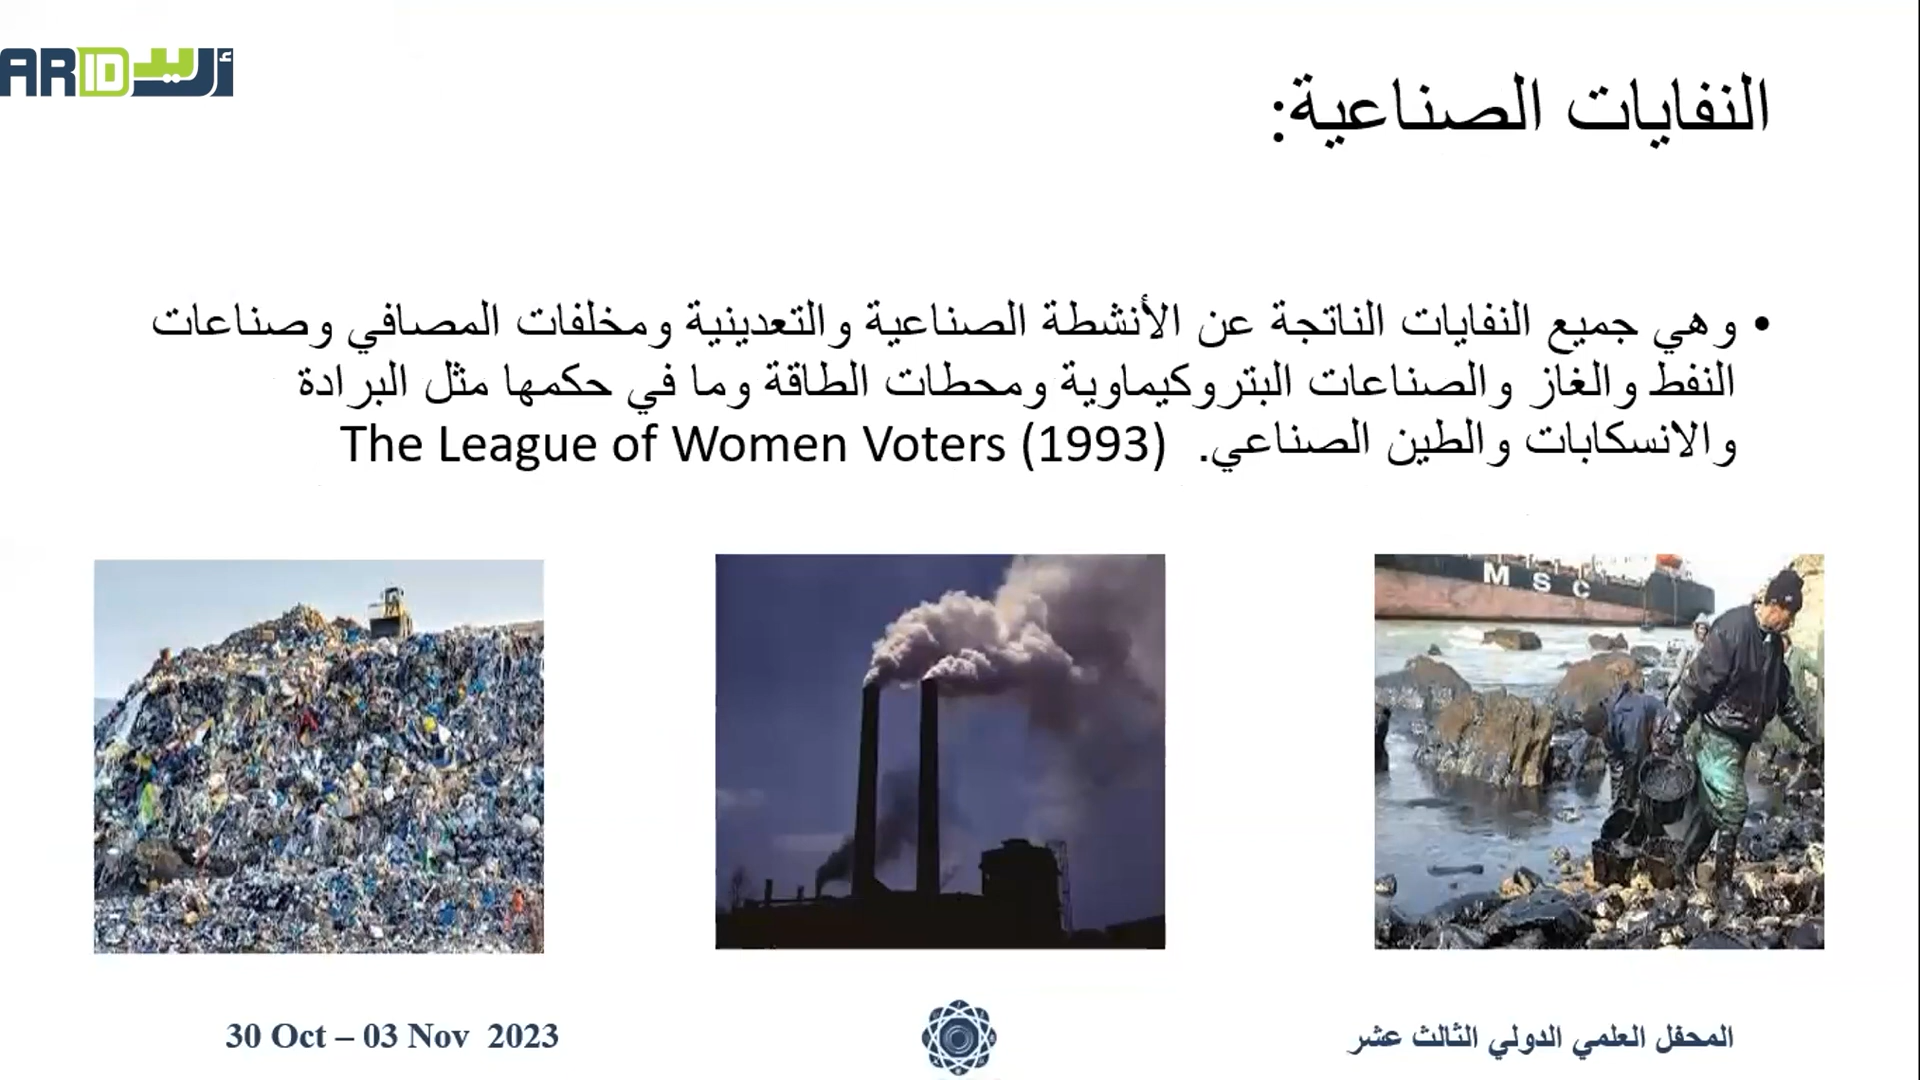 ARID أريد
النفايات الصناعية:
• وهي جميع النفايات الناتجة عن الأنشطة الصناعية والتعدينية ومخلفات المصافي وصناعات
النفط والغاز والصناعات البتروكيماوية ومحطات الطاقة وما في حكمها مثل البرادة
والانسكابات والطين الصناعي. The League of Women Voters (1993)
M S C
المحفل العلمي الدولي الثالث عشر
30 Oct – 03 Nov 2023